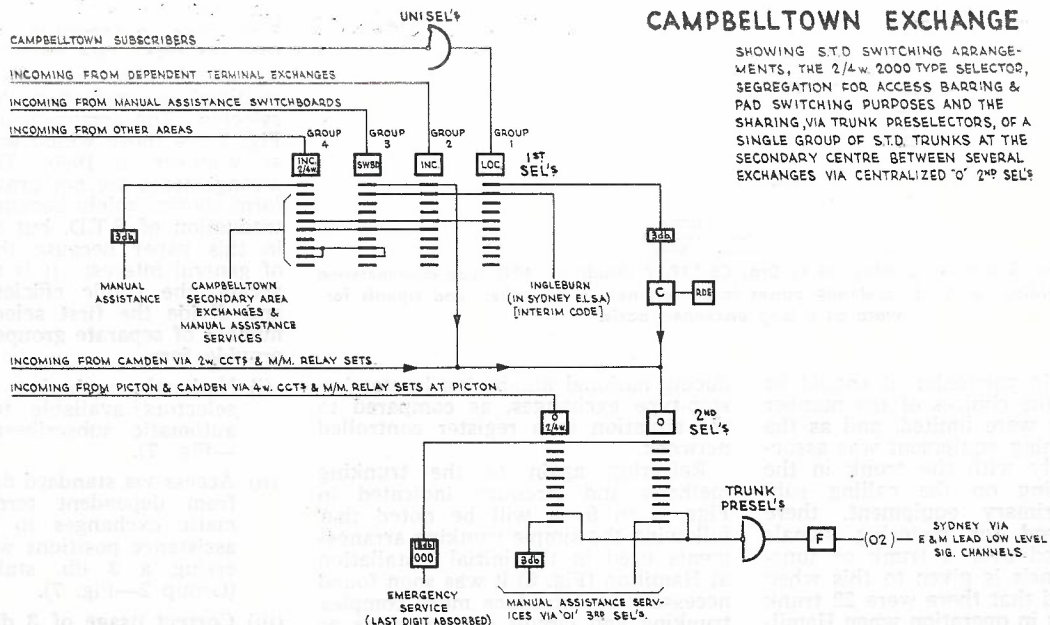 CAMPBELLTOWN EXCHANGE
SHOWING S.T.D SWITCHING ARRANGE-
MENTS, THE 2/4W. 2000 TYPE SELECTOR,
SEGREGATION FOR ACCESS BARRING &
PAD SWITCHING PURPOSES AND THE
SHARING, VIA TRUNK PRESELECTORS, OF A
SINGLE GROUP OF S.T.D. TRUNKS AT THE
SECONDARY CENTRE BETWEEN SEVERAL
EXCHANGES VIA CENTRALIZED 'O' 2ND SEL'S
UNISEL'S
CAMPBELLTOWN SUBSCRIBERS
INCOMING FROM DEPENDENT TERMINAL EXCHANGES
INCOMING FROM MANUAL ASSISTANCE SWITCHBOARDS
INCOMING FROM OTHER AREAS
GROUP 4
GROUP 3
GROUP 2
GROUP 1
INC. 2/4W
SWBD
INC.
LOC.
1ST SEL'S
3db
3db
MANUAL ASSISTANCE
CAMPBELLTOWN
SECONDARY AREA
EXCHANGES &
MANUAL ASSISTANCE
SERVICES
INGLEBURN
(IN SYDNEY E.L.S.A)
[INTERIM CODE]
C
INCOMING FROM CAMDEN VIA 2W. CCTS & M/M. RELAY SETS.
INCOMING FROM PICTON & CAMDEN VIA 4W. CCTS & M/M. RELAY SETS AT PICTON.
O 2/4W
O
2ND SEL'S
TRUNK PRESEL'S
000
3db
F
(02)
SYDNEY VIA
E & M LEAD LOW LEVEL
SIG. CHANNELS.
EMERGENCY
SERVICE
(LAST DIGIT ABSORBED)
MANUAL ASSISTANCE SERV-
ICES VIA 'OI' 3RD SEL'S.